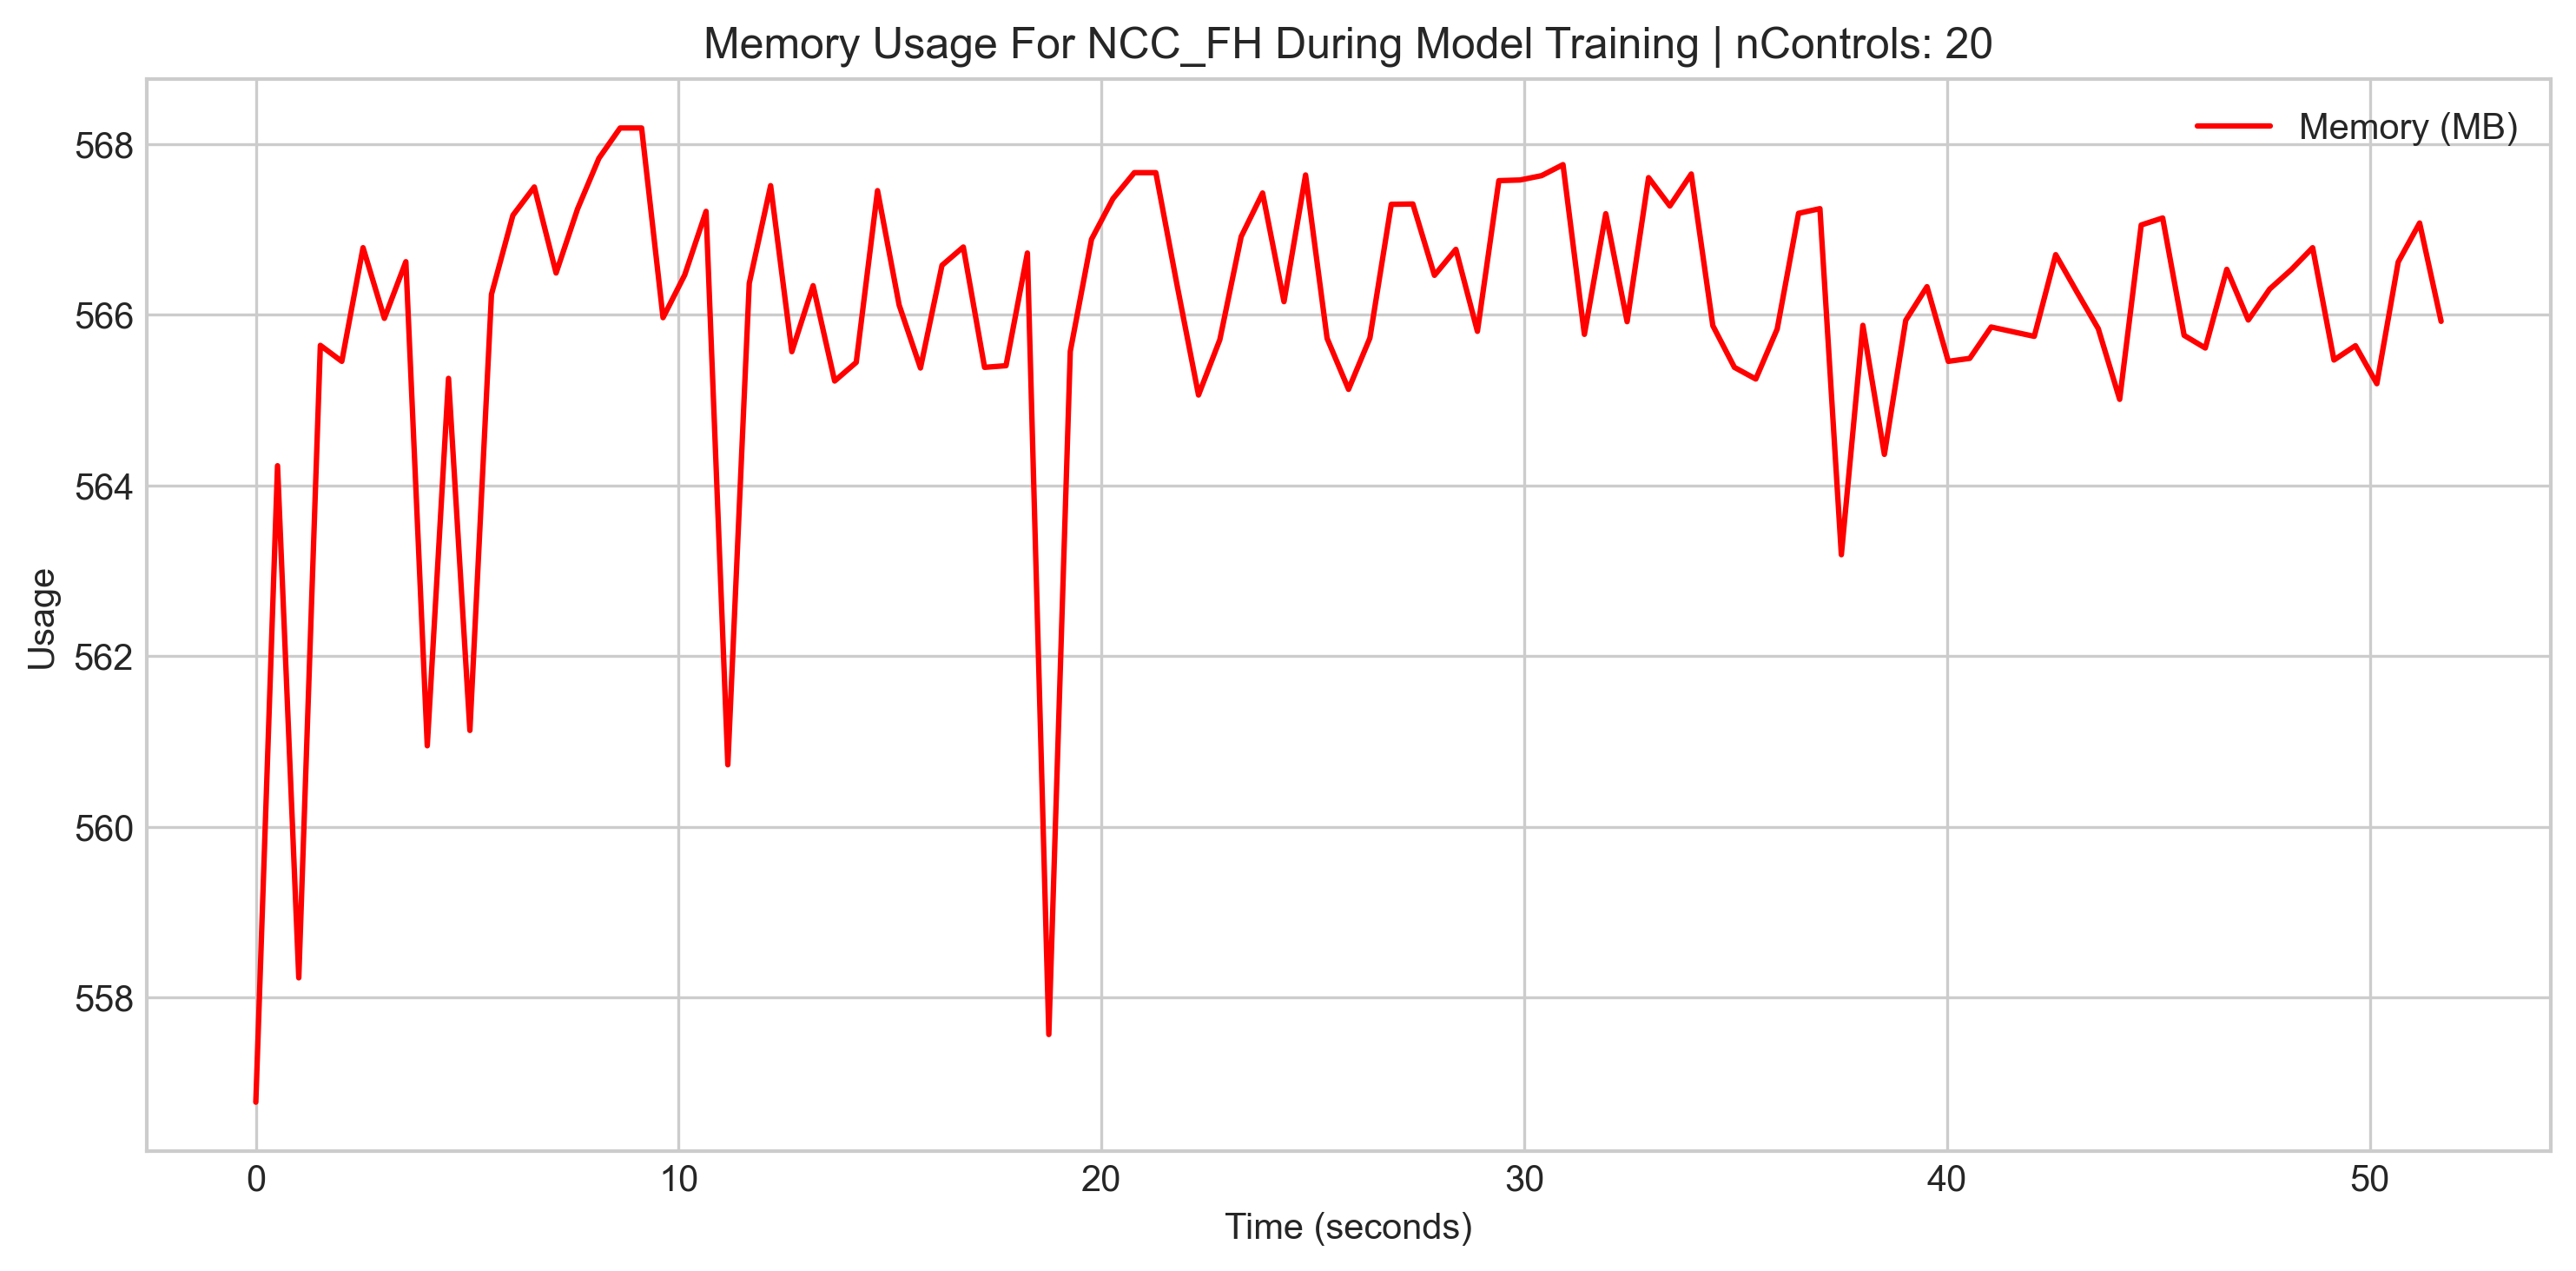 Memory Usage For NCC_FH During Model Training | nControls: 20
Memory (MB)
568
566
564
562
560
558
Usage
0 10 20 30 40 50
Time (seconds)